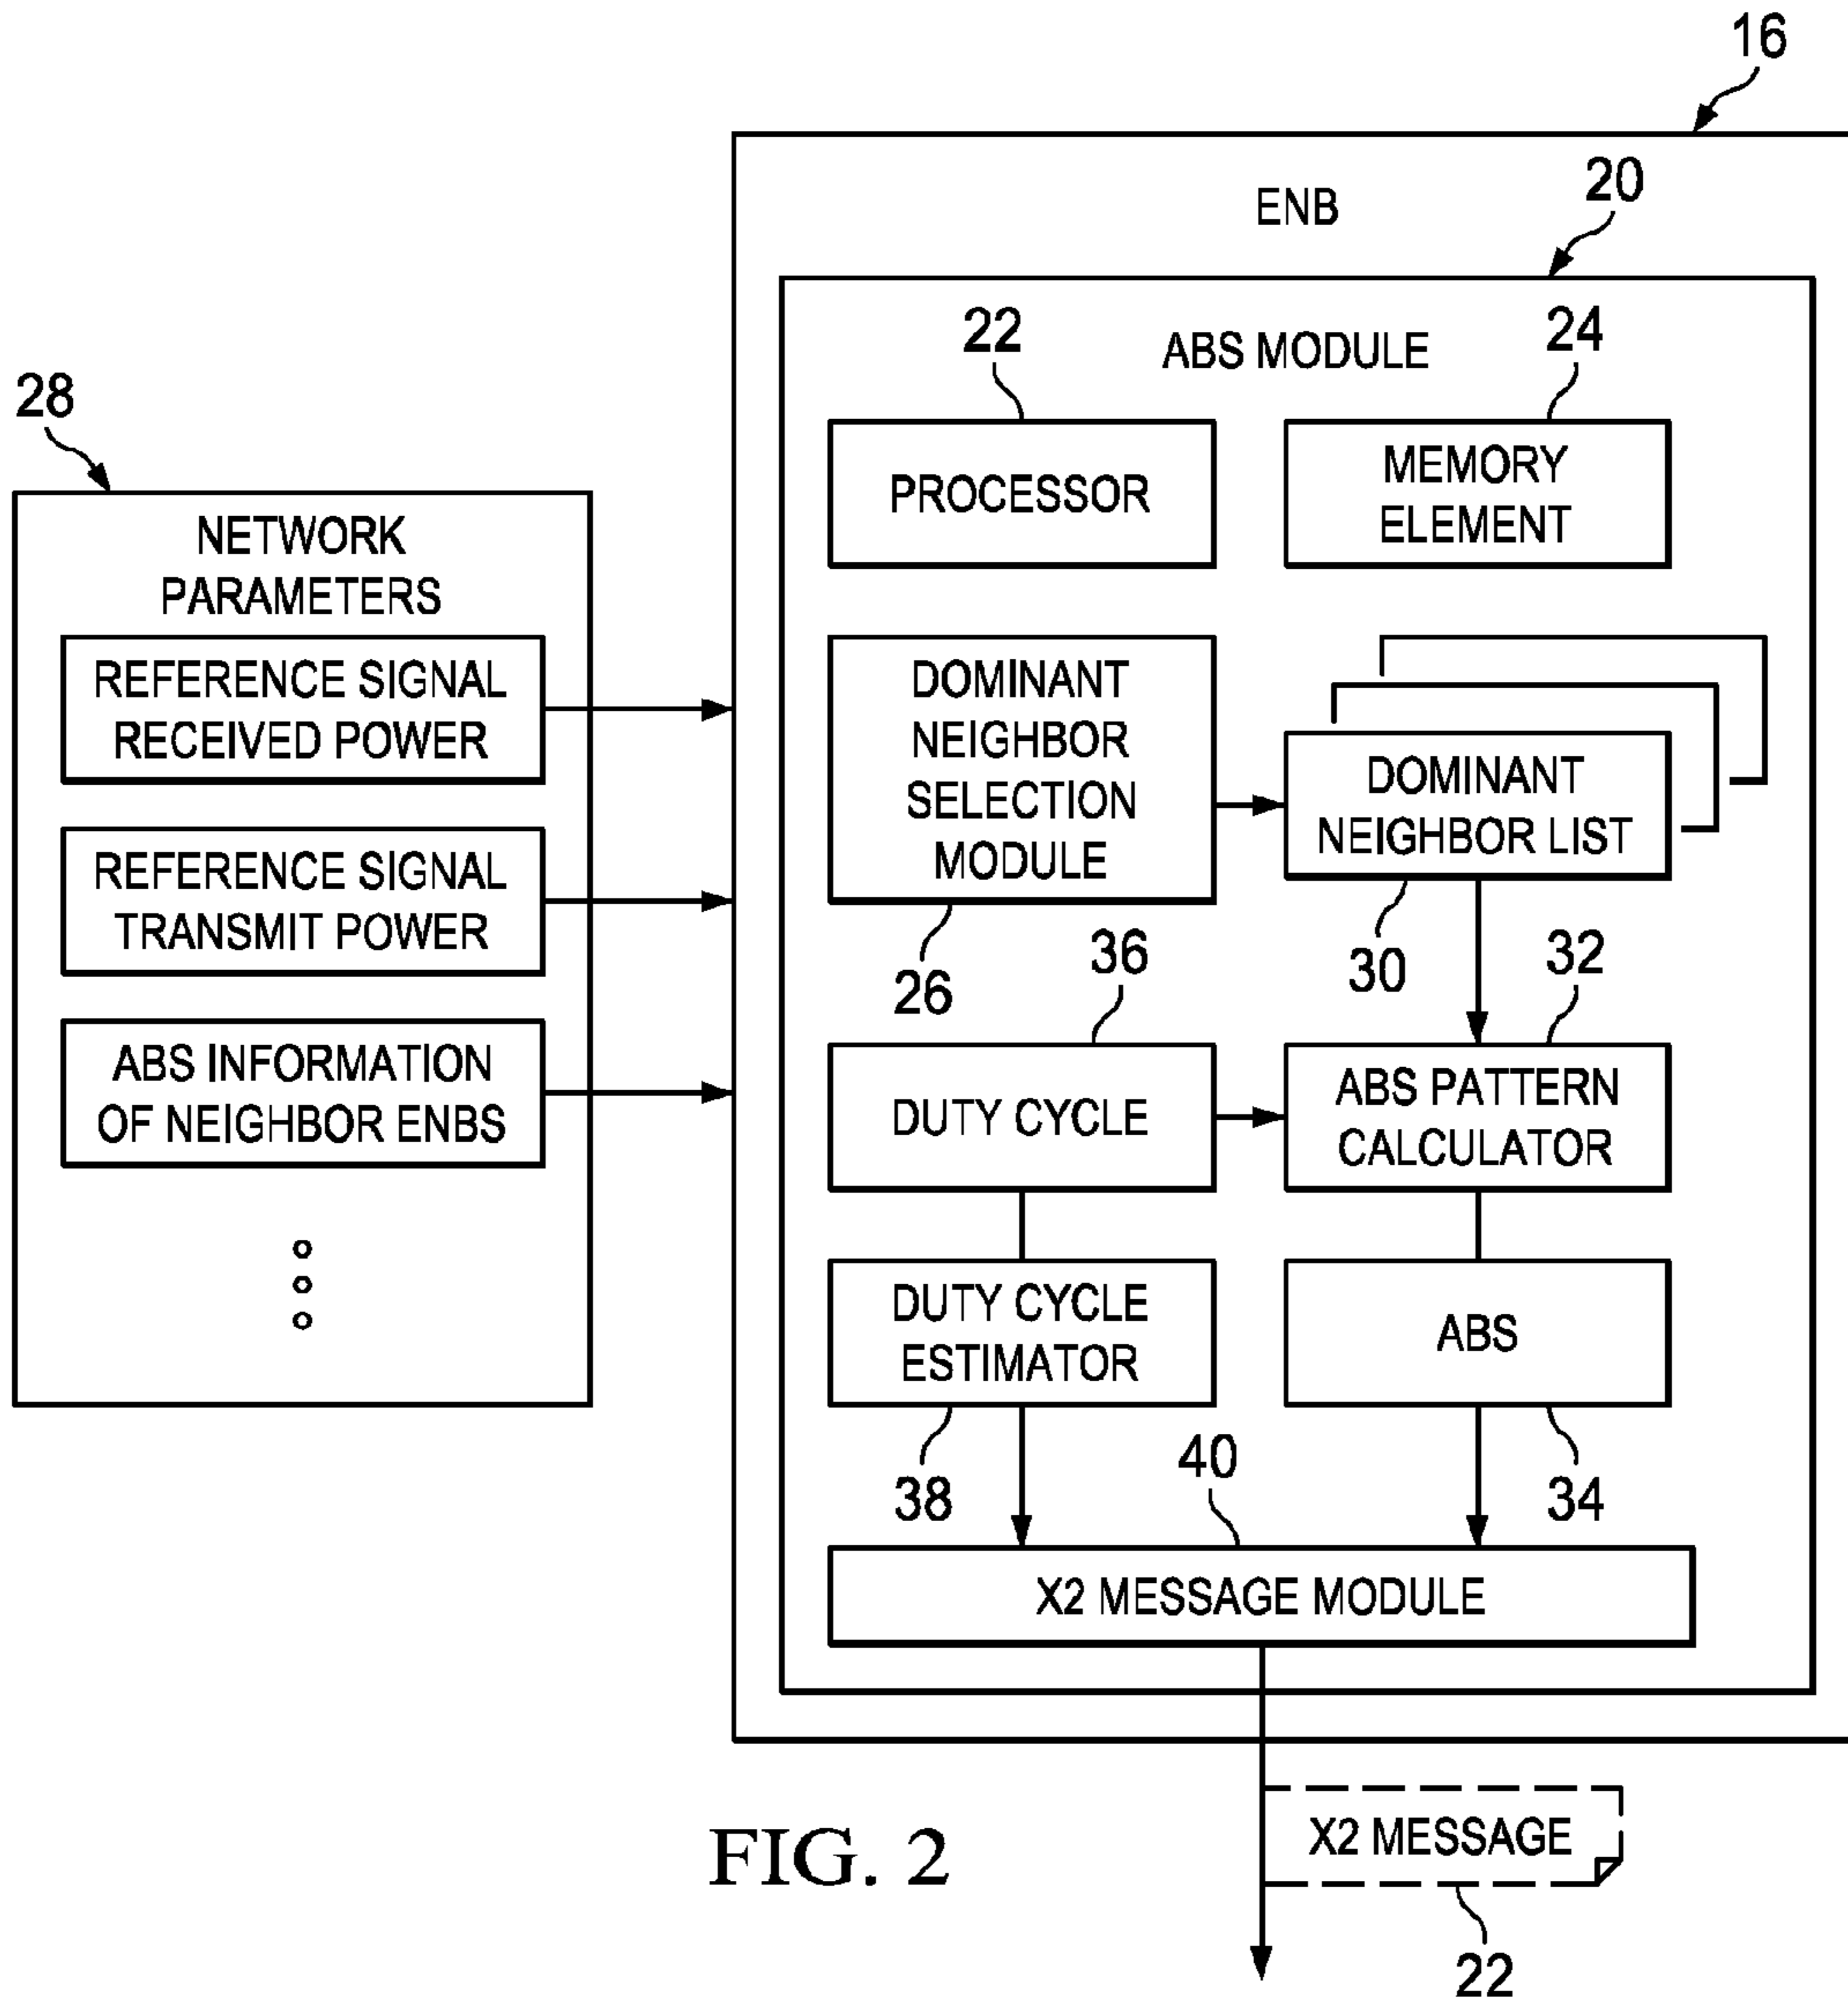 16
ENB
20
ABS MODULE
22
24
PROCESSOR
MEMORY
ELEMENT
28
NETWORK
PARAMETERS
REFERENCE SIGNAL
RECEIVED POWER
REFERENCE SIGNAL
TRANSMIT POWER
ABS INFORMATION
OF NEIGHBOR ENBS
DOMINANT
NEIGHBOR
SELECTION
MODULE
26
DOMINANT
NEIGHBOR LIST
30
36
32
DUTY CYCLE
ABS PATTERN
CALCULATOR
DUTY CYCLE
ESTIMATOR
38
ABS
34
40
X2 MESSAGE MODULE
X2 MESSAGE
22
FIG. 2